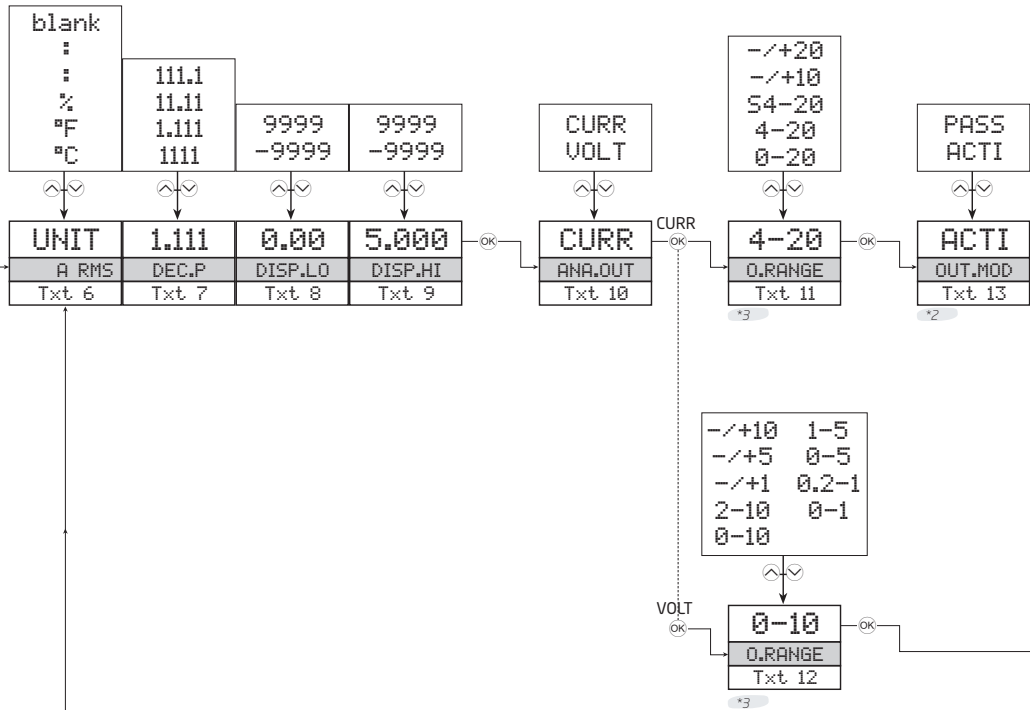 blank
:
:
%
°F
°C
111.1
11.11
1.111
1111
9999
-9999
9999
-9999
CURR
VOLT
-/+20
-/+10
S4-20
4-20
0-20
PASS
ACTI
UNIT
A RMS
Txt 6
1.111
DEC.P
Txt 7
0.00
DISP.LO
Txt 8
5.000
DISP.HI
Txt 9
OK
CURR
ANA.OUT
Txt 10
CURR
OK
4-20
O.RANGE
Txt 11
*3
OK
ACTI
OUT.MOD
Txt 13
*2
-/+10 1-5
-/+5 0-5
-/+1 0.2-1
2-10 0-1
0-10
VOLT
OK
0-10
O.RANGE
Txt 12
*3
OK